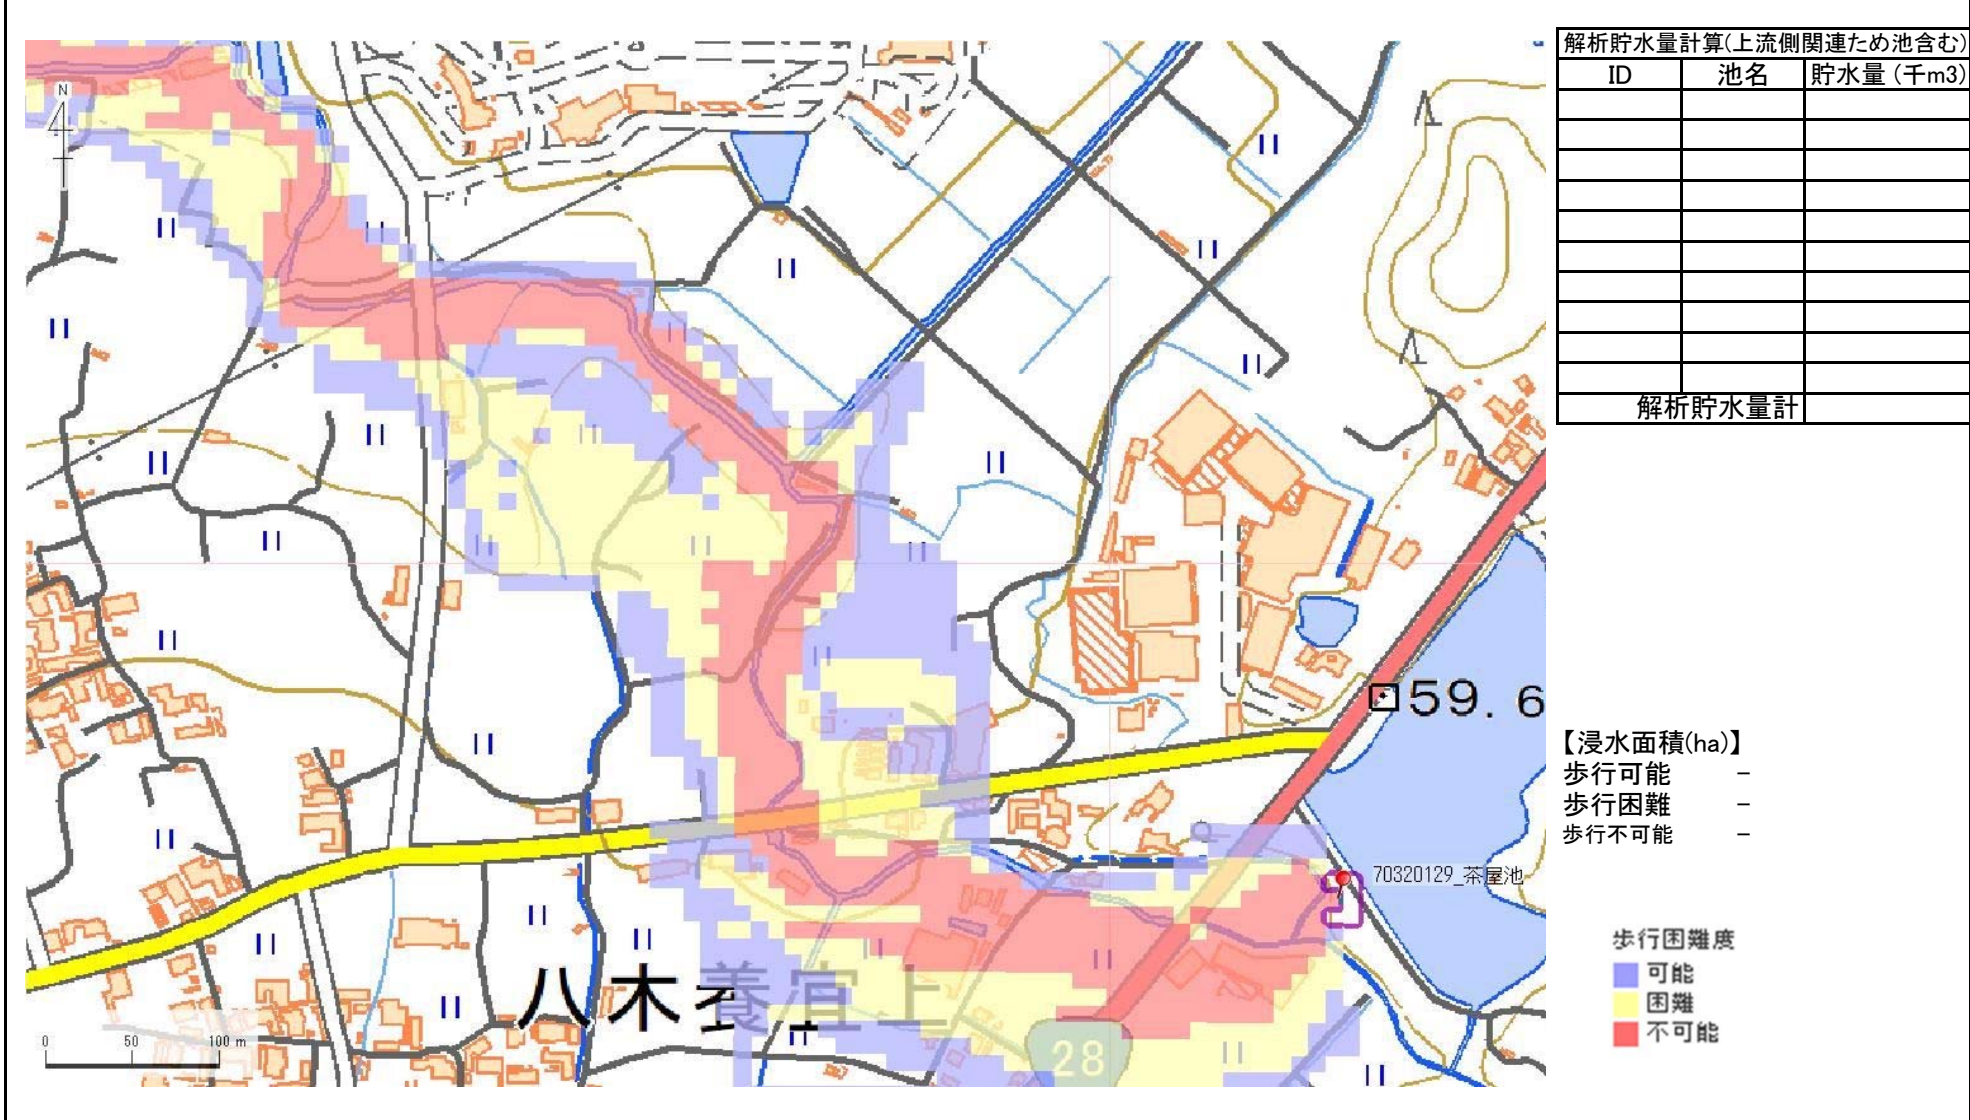 解析貯水量計算(上流側関連ため池含む)
ID 池名 貯水量(千m3)
解析貯水量計
N
59.6
【浸水面積(ha)】
歩行可能 -
歩行困難 -
歩行不可能 -
70320129_茶屋池
歩行困難度
可能
困難
不可能
八木養宜上
28
0 50 100 m